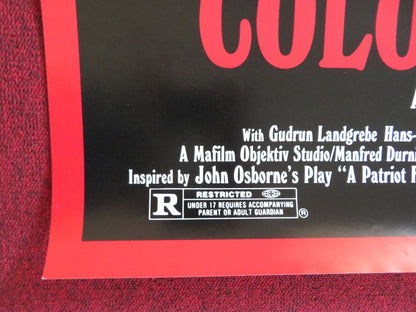 COLO
With Gudrun Landgrebe Hans-
A Mafilm Objektiv Studio/Manfred Durni
Inspired by John Osborne's Play "A Patriot F
R RESTRICTED
UNDER 17 REQUIRES ACCOMPANYING
PARENT OR ADULT GUARDIAN ®